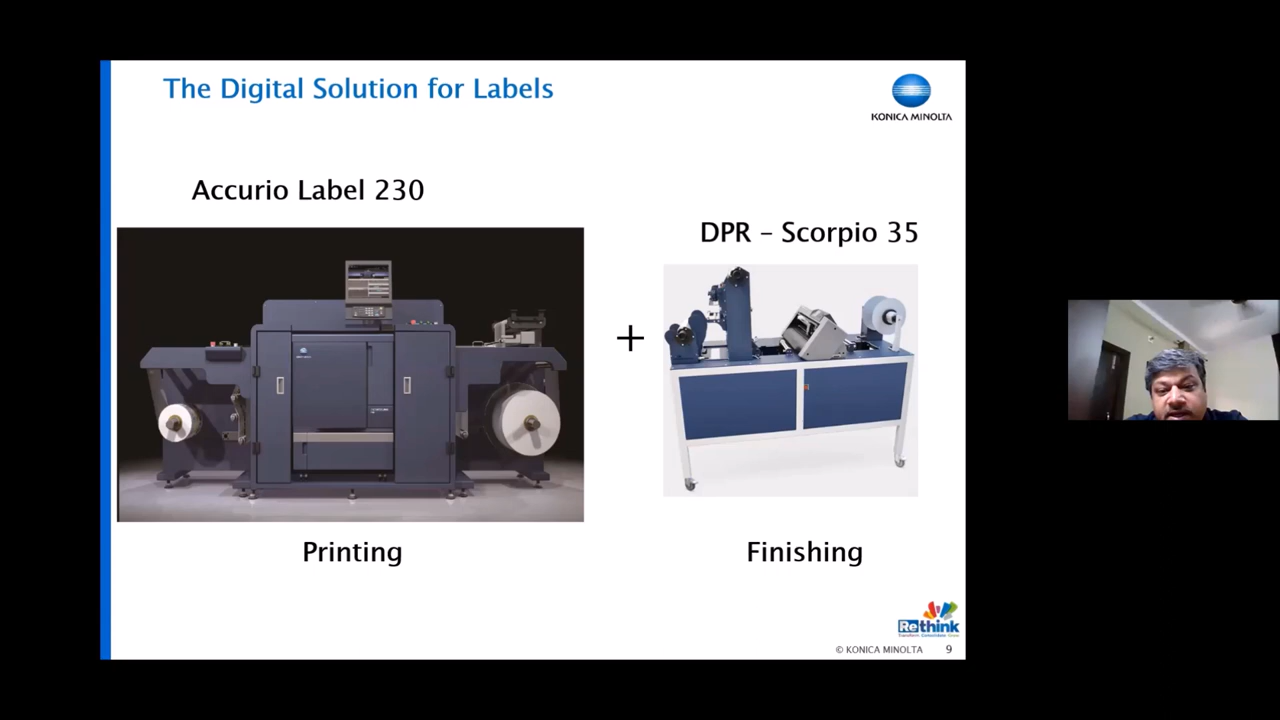 The Digital Solution for Labels
KONICA MINOLTA
Accurio Label 230
DPR – Scorpio 35
+
Printing
Finishing
Rethink
© KONICA MINOLTA 9